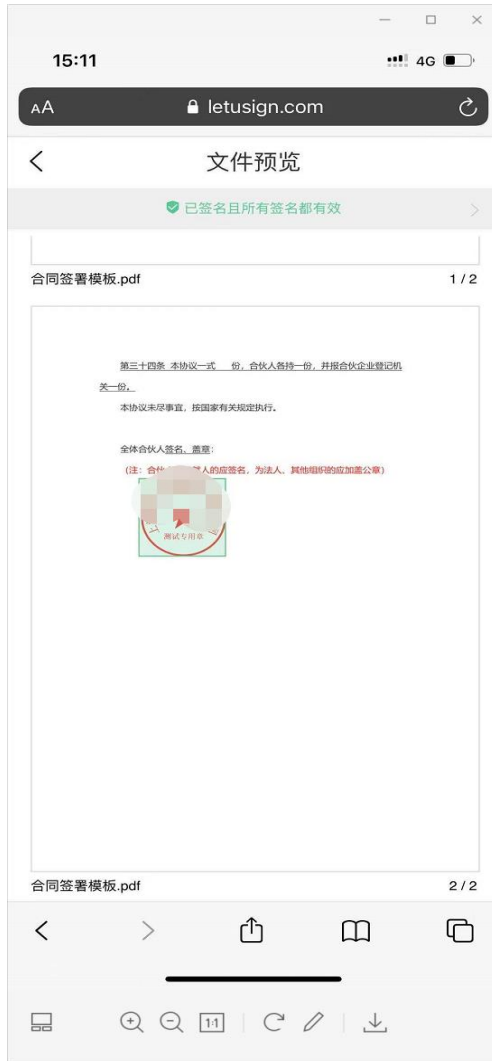 15:11
4G
AA
letusign.com
文件预览
已签名且所有签名都有效
合同签署模板.pdf
1 / 2
第三十四条 本协议一式 份，合伙人各持一份，并报合伙企业登记机
关一份。
本协议未尽事宜，按国家有关规定执行。
全体合伙人签名、盖章：
（注：合伙 人的应签名，为法人、其他组织的应加盖公章）
测试专用章
合同签署模板.pdf
2 / 2
1:1